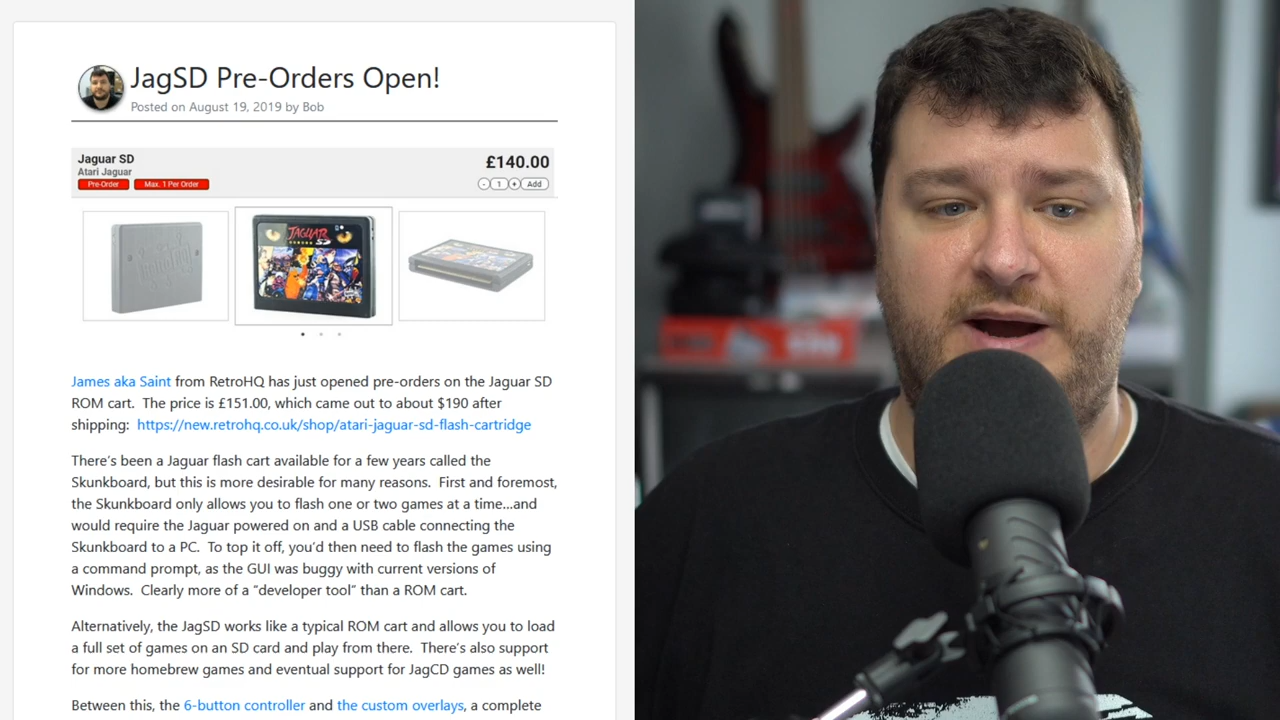 JagSD Pre-Orders Open!
Posted on August 19, 2019 by Bob
Jaguar SD
£140.00
Atari Jaguar
Pre-Order
Max. 1 Per Order
- 1 + Add
JAGUAR
SD
James aka Saint from RetroHQ has just opened pre-orders on the Jaguar SD
ROM cart.  The price is £151.00, which came out to about $190 after
shipping:  https://new.retrohq.co.uk/shop/atari-jaguar-sd-flash-cartridge
There's been a Jaguar flash cart available for a few years called the
Skunkboard, but this is more desirable for many reasons.  First and foremost,
the Skunkboard only allows you to flash one or two games at a time…and
would require the Jaguar powered on and a USB cable connecting the
Skunkboard to a PC.  To top it off, you'd then need to flash the games using
a command prompt, as the GUI was buggy with current versions of
Windows.  Clearly more of a “developer tool” than a ROM cart.
Alternatively, the JagSD works like a typical ROM cart and allows you to load
a full set of games on an SD card and play from there.  There's also support
for more homebrew games and eventual support for JagCD games as well!
Between this, the 6-button controller and the custom overlays, a complete